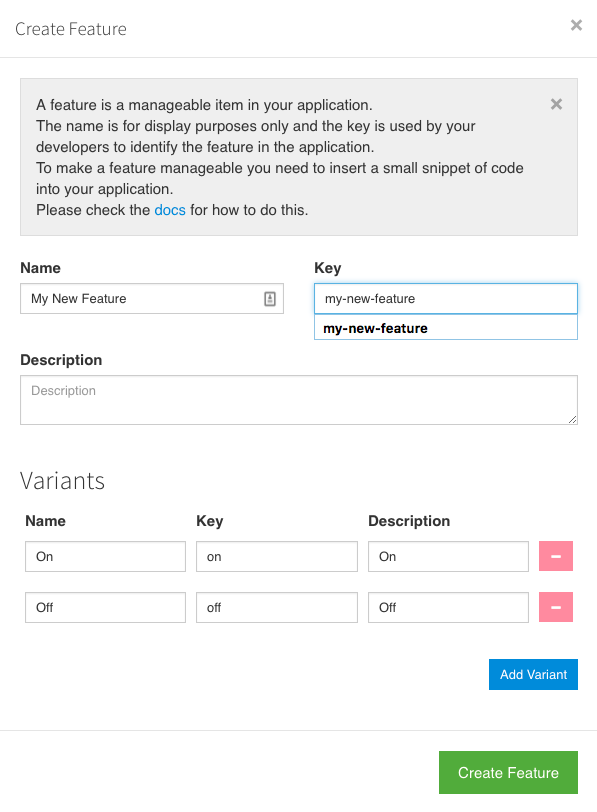 Create Feature
×
A feature is a manageable item in your application.
×
The name is for display purposes only and the key is used by your
developers to identify the feature in the application.
To make a feature manageable you need to insert a small snippet of code
into your application.
Please check the docs for how to do this.
Name
Key
My New Feature
my-new-feature
my-new-feature
Description
Description
Variants
Name Key Description
On on On
Off off Off
Add Variant
Create Feature